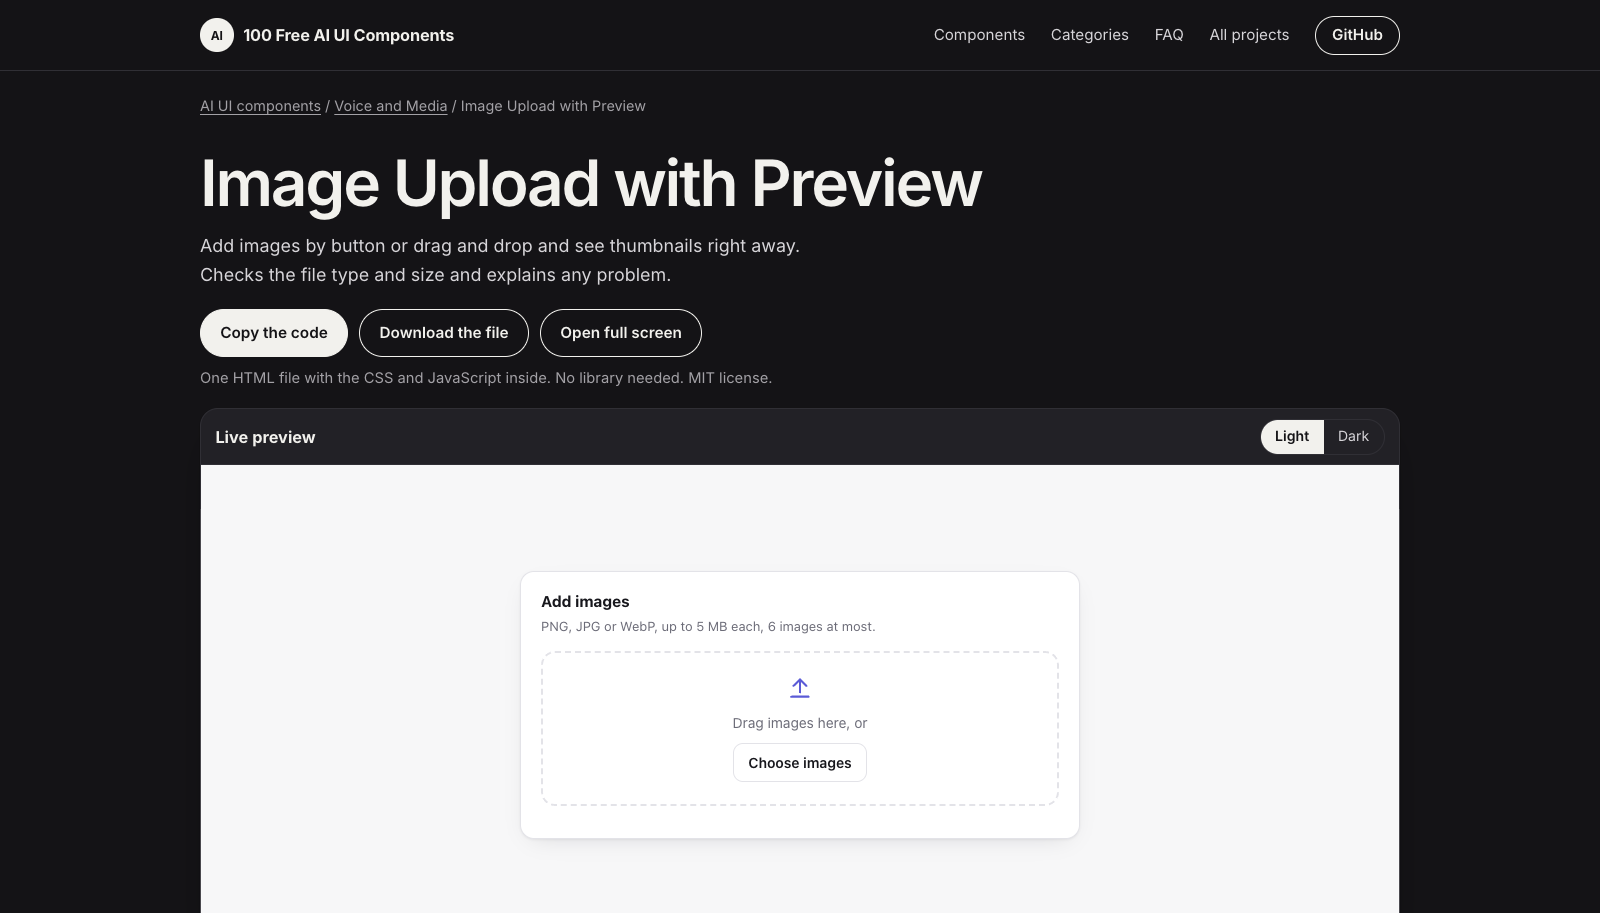 AI 100 Free AI UI Components
Components Categories FAQ All projects GitHub
AI UI components / Voice and Media / Image Upload with Preview
Image Upload with Preview
Add images by button or drag and drop and see thumbnails right away.
Checks the file type and size and explains any problem.
Copy the code Download the file Open full screen
One HTML file with the CSS and JavaScript inside. No library needed. MIT license.
Live preview Light Dark
Add images
PNG, JPG or WebP, up to 5 MB each, 6 images at most.
Drag images here, or
Choose images